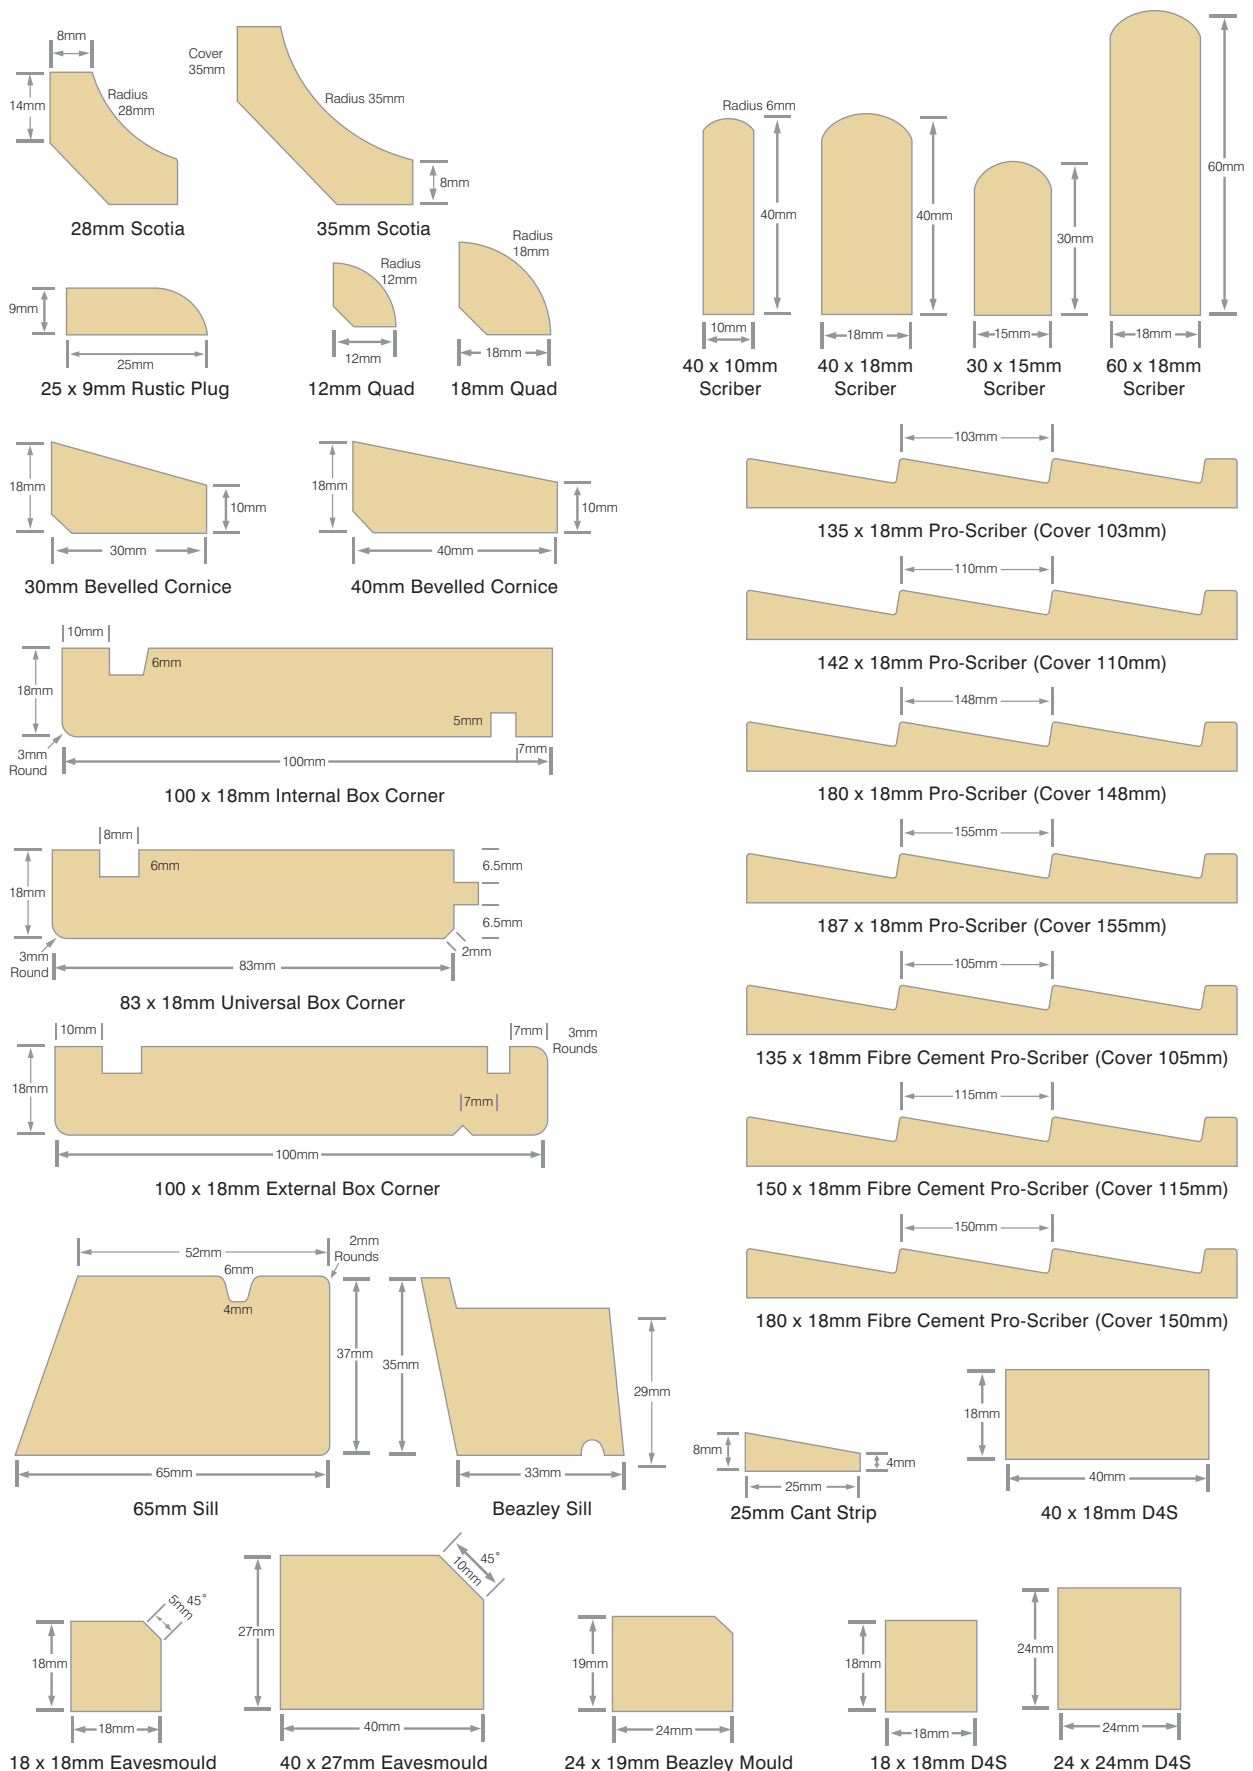 8mm
14mm
Radius
28mm
28mm Scotia
Cover
35mm
Radius 35mm
8mm
35mm Scotia
9mm
25mm
25 x 9mm Rustic Plug
Radius
12mm
12mm
12mm Quad
Radius
18mm
18mm
18mm Quad
Radius 6mm
40mm
10mm
40 x 10mm
Scriber
40mm
18mm
40 x 18mm
Scriber
30mm
15mm
30 x 15mm
Scriber
60mm
18mm
60 x 18mm
Scriber
18mm
10mm
30mm
30mm Bevelled Cornice
18mm
10mm
40mm
40mm Bevelled Cornice
103mm
135 x 18mm Pro-Scriber (Cover 103mm)
110mm
142 x 18mm Pro-Scriber (Cover 110mm)
148mm
180 x 18mm Pro-Scriber (Cover 148mm)
155mm
187 x 18mm Pro-Scriber (Cover 155mm)
105mm
135 x 18mm Fibre Cement Pro-Scriber (Cover 105mm)
115mm
150 x 18mm Fibre Cement Pro-Scriber (Cover 115mm)
150mm
180 x 18mm Fibre Cement Pro-Scriber (Cover 150mm)
10mm
6mm
18mm
5mm
7mm
3mm
Round
100mm
100 x 18mm Internal Box Corner
8mm
6mm
18mm
6.5mm
6.5mm
2mm
3mm
Round
83mm
83 x 18mm Universal Box Corner
10mm
7mm
3mm
Rounds
18mm
7mm
100mm
100 x 18mm External Box Corner
52mm
2mm
Rounds
6mm
4mm
37mm
65mm
65mm Sill
35mm
29mm
33mm
Beazley Sill
8mm
4mm
25mm
25mm Cant Strip
18mm
40mm
40 x 18mm D4S
45°
5mm
18mm
18mm
18 x 18mm Eavesmould
45°
10mm
27mm
40mm
40 x 27mm Eavesmould
19mm
24mm
24 x 19mm Beazley Mould
18mm
18mm
18 x 18mm D4S
24mm
24mm
24 x 24mm D4S